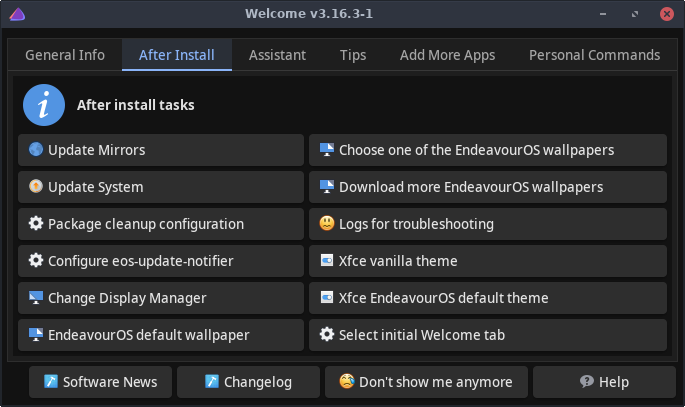 Welcome v3.16.3-1
General Info After Install Assistant Tips Add More Apps Personal Commands
i After install tasks
Update Mirrors Choose one of the EndeavourOS wallpapers
Update System Download more EndeavourOS wallpapers
Package cleanup configuration Logs for troubleshooting
Configure eos-update-notifier Xfce vanilla theme
Change Display Manager Xfce EndeavourOS default theme
EndeavourOS default wallpaper Select initial Welcome tab
Software News Changelog Don't show me anymore ? Help